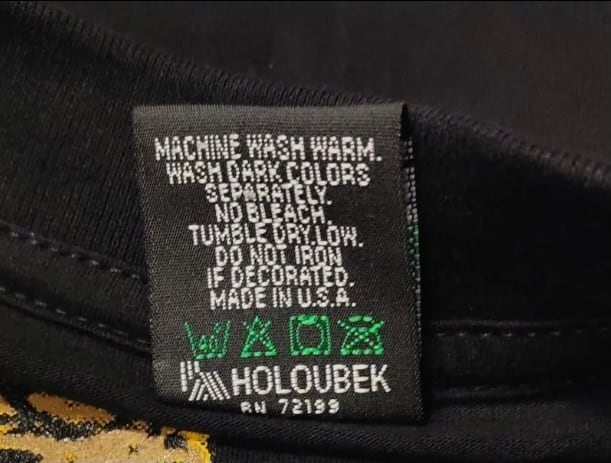 MACHINE WASH WARM.
WASH DARK COLORS
SEPARATELY.
NO BLEACH
TUMBLE DRY.LOW.
DO NOT IRON
IF DECORATED.
MADE IN U.S.A.
HOLOUBEK
RN 72199